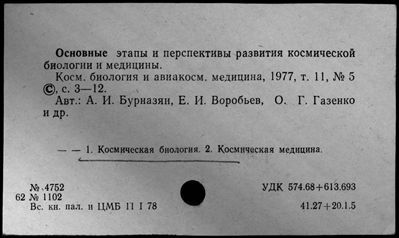 Основные этапы и перспективы развития космической
биологии и медицины.
Косм. биология и авиакосм. медицина, 1977, т. 11, № 5
©, с. 3—12.
Авт.: А. И. Бурназян, Е. И. Воробьев, О. Г. Газенко
и др.
— — 1. Космическая биология. 2. Космическая медицина.
№ 4752 УДК 574.68+613.693
62 № 1102
Вс. кн. пал. и ЦМБ II I 78 41.27+20.1.5